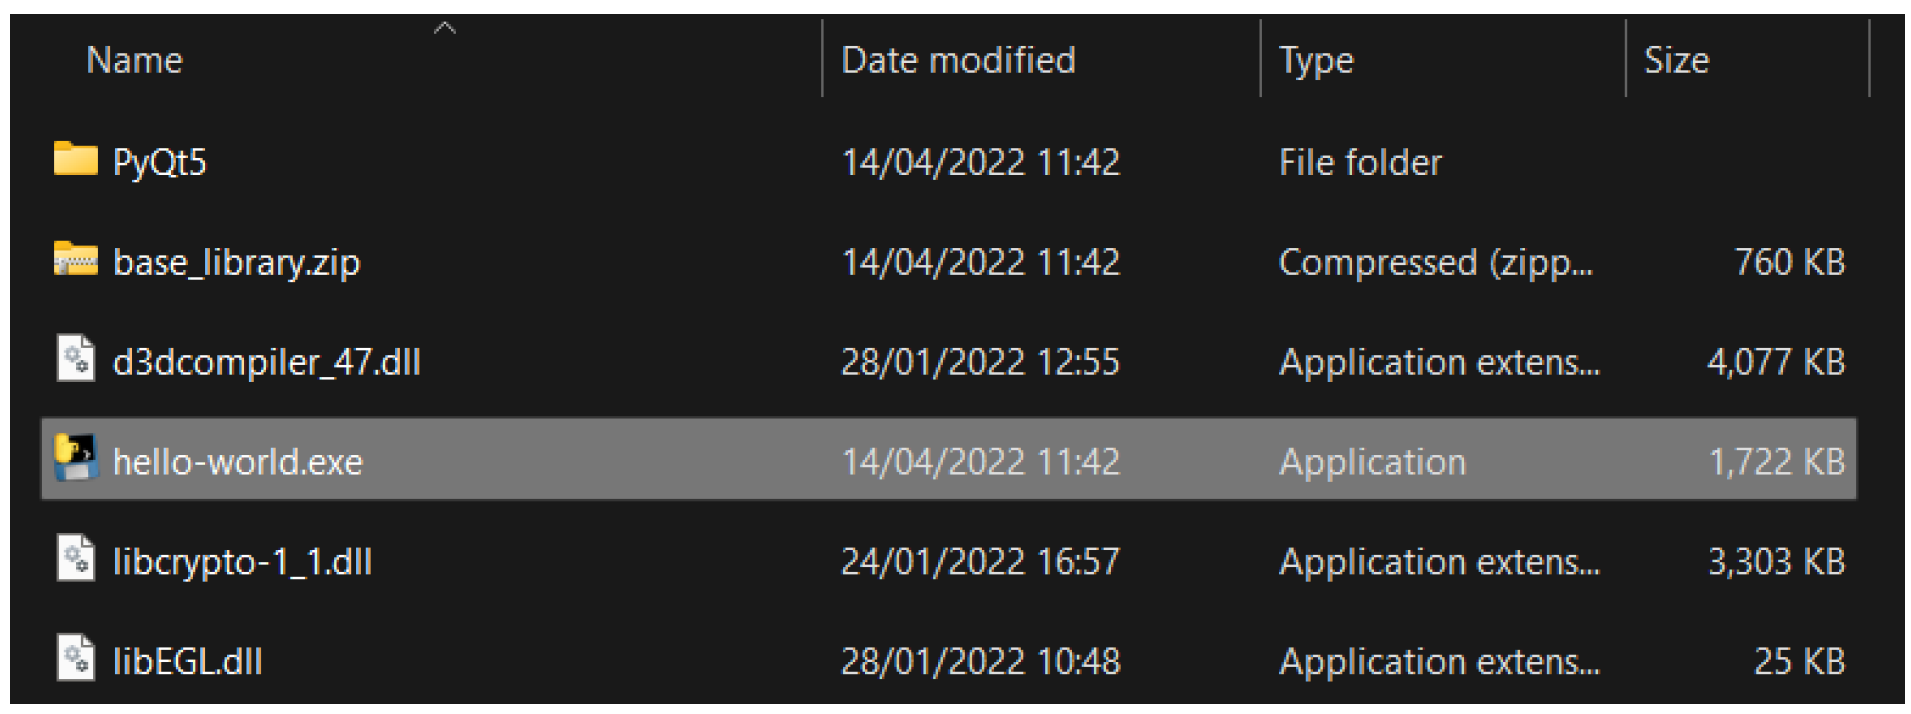 Name Date modified Type Size
PyQt5 14/04/2022 11:42 File folder
base_library.zip 14/04/2022 11:42 Compressed (zipp... 760 KB
d3dcompiler_47.dll 28/01/2022 12:55 Application extens... 4,077 KB
hello-world.exe 14/04/2022 11:42 Application 1,722 KB
libcrypto-1_1.dll 24/01/2022 16:57 Application extens... 3,303 KB
libEGL.dll 28/01/2022 10:48 Application extens... 25 KB